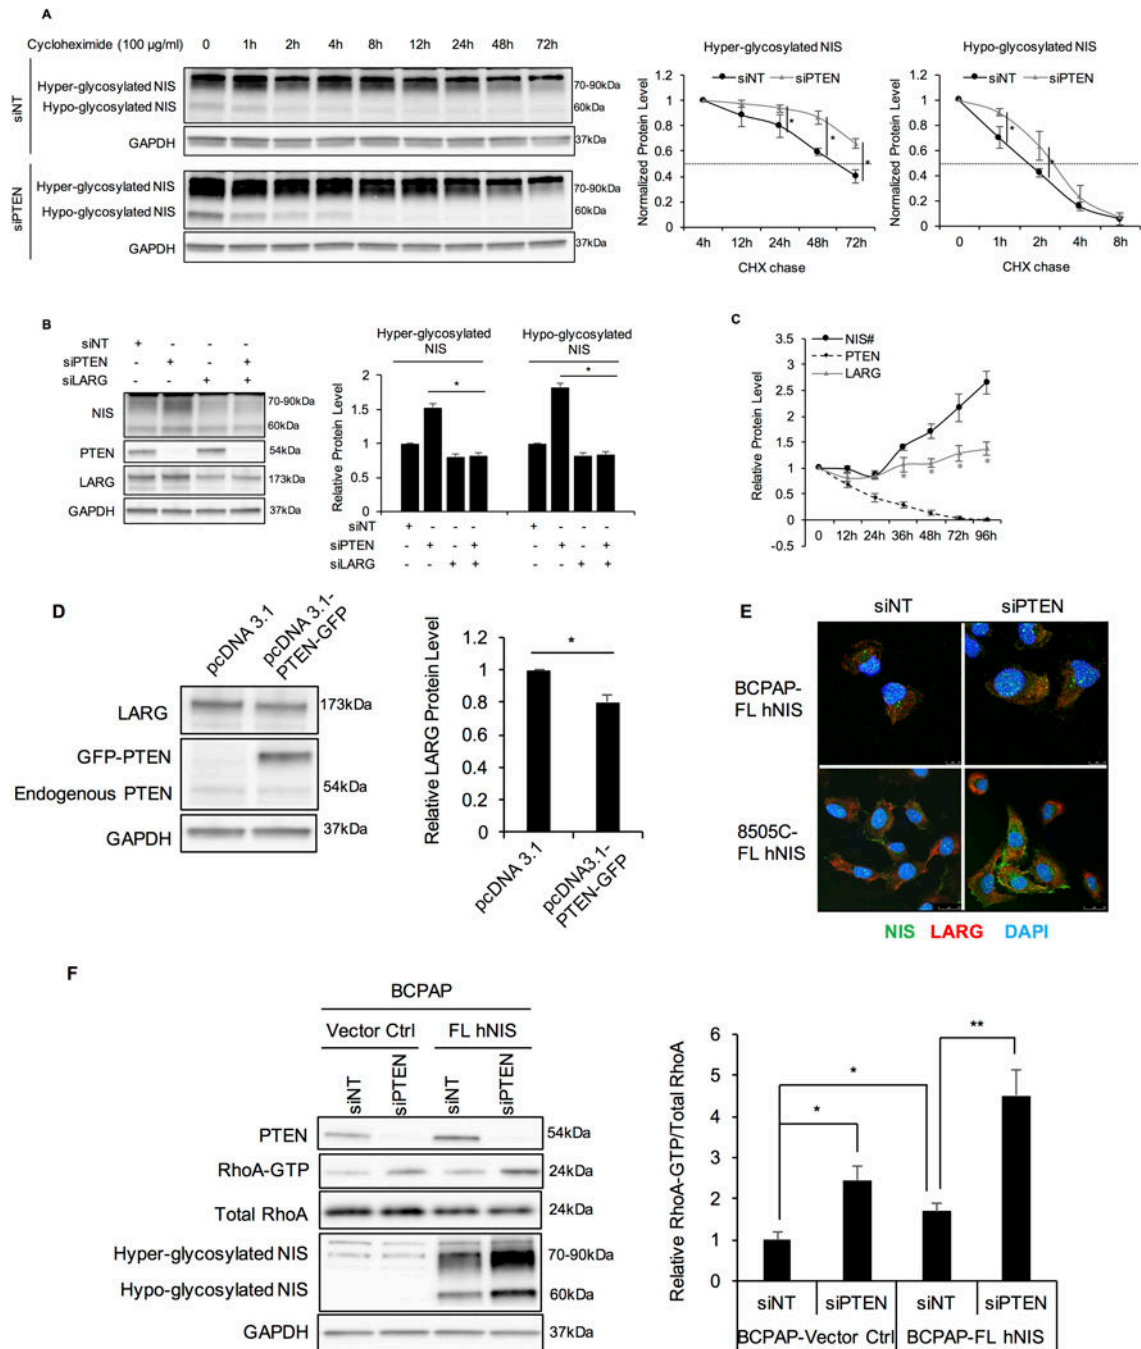 A
Cycloheximide (100 µg/ml) 0 1h 2h 4h 8h 12h 24h 48h 72h
siNT
Hyper-glycosylated NIS 70-90kDa
Hypo-glycosylated NIS 60kDa
GAPDH 37kDa
siPTEN
Hyper-glycosylated NIS 70-90kDa
Hypo-glycosylated NIS 60kDa
GAPDH 37kDa
Hyper-glycosylated NIS
siNT siPTEN
Normalized Protein Level
1.2
1
0.8
0.6
0.4
0.2
0
* * *
4h 12h 24h 48h 72h
CHX chase
Hypo-glycosylated NIS
siNT siPTEN
Normalized Protein Level
1.2
1
0.8
0.6
0.4
0.2
0
* *
0 1h 2h 4h 8h
CHX chase
B
siNT + - - -
siPTEN - + - +
siLARG - - + +
NIS 70-90kDa
60kDa
PTEN 54kDa
LARG 173kDa
GAPDH 37kDa
Hyper-glycosylated NIS
Hypo-glycosylated NIS
Relative Protein Level
2
1.5
1
0.5
0
* *
siNT + - - - + - - -
siPTEN - + - + - + - +
siLARG - - + + - - + +
C
NIS#
PTEN
LARG
Relative Protein Level
3.5
3
2.5
2
1.5
1
0.5
0
-0.5
* * * *
0 12h 24h 36h 48h 72h 96h
D
pcDNA 3.1
pcDNA 3.1-
PTEN-GFP
LARG 173kDa
GFP-PTEN
Endogenous PTEN 54kDa
GAPDH 37kDa
Relative LARG Protein Level
1.2
1
0.8
0.6
0.4
0.2
0
*
pcDNA 3.1
pcDNA3.1-
PTEN-GFP
E
siNT siPTEN
BCPAP-
FL hNIS
8505C-
FL hNIS
NIS LARG DAPI
F
BCPAP
Vector Ctrl FL hNIS
siNT siPTEN siNT siPTEN
PTEN 54kDa
RhoA-GTP 24kDa
Total RhoA 24kDa
Hyper-glycosylated NIS 70-90kDa
Hypo-glycosylated NIS 60kDa
GAPDH 37kDa
Relative RhoA-GTP/Total RhoA
6
5
4
3
2
1
0
* * **
siNT siPTEN siNT siPTEN
BCPAP-Vector Ctrl BCPAP-FL hNIS